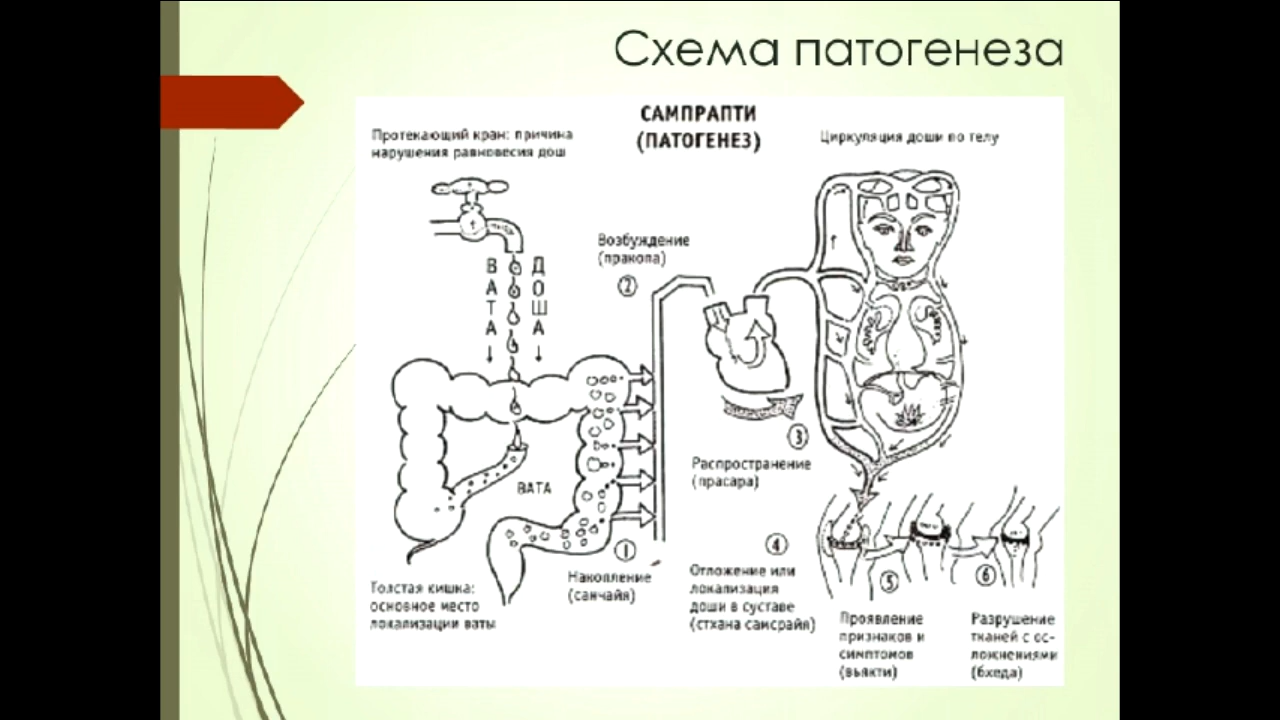 Схема патогенеза
САМПРАПТИ
(ПАТОГЕНЕЗ)
Протекающий кран: причина
нарушения равновесия дош
Циркуляция доши по телу
ВАТА
ДОША
Возбуждение
(пракопа)
2
3
Распространение
(прасара)
ВАТА
1
Накопление
(санчайя)
Толстая кишка:
основное место
локализации ваты
4
Отложение или
локализация
доши в суставе
(стхана самсрайя)
5
Проявление
признаков и
симптомов
(вьякти)
6
Разрушение
тканей с ос-
ложнениями
(бхеда)